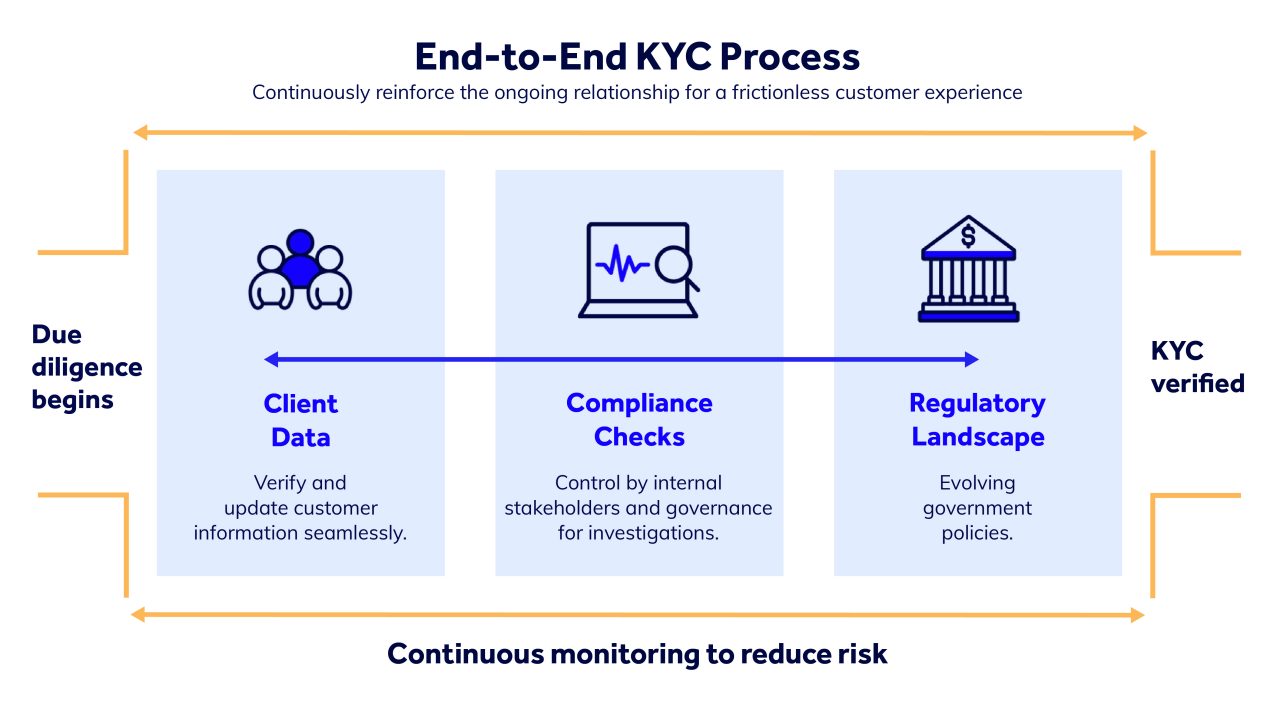 End-to-End KYC Process
Continuously reinforce the ongoing relationship for a frictionless customer experience
Due
diligence
begins
$
Client
Data
Verify and
update customer
information seamlessly.
Compliance
Checks
Control by internal
stakeholders and governance
for investigations.
Regulatory
Landscape
Evolving
government
policies.
KYC
verified
Continuous monitoring to reduce risk